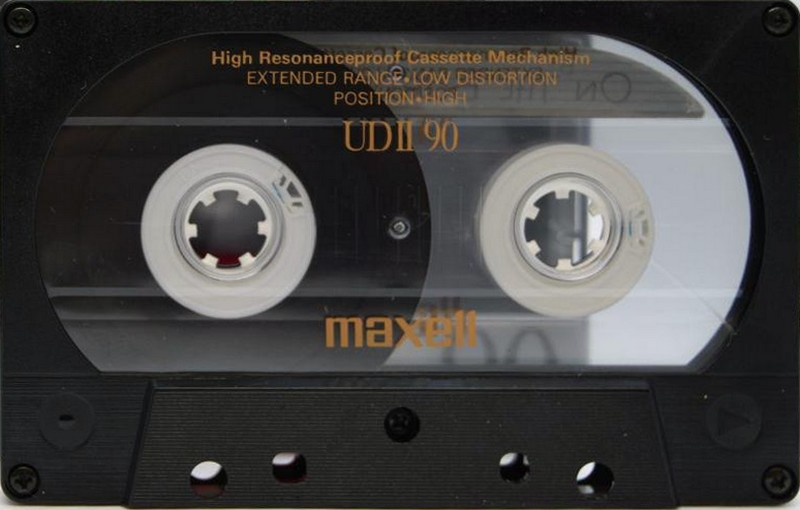 High Resonanceproof Cassette Mechanism
EXTENDED RANGE•LOW DISTORTION
POSITION•HIGH
UDII 90
maxell